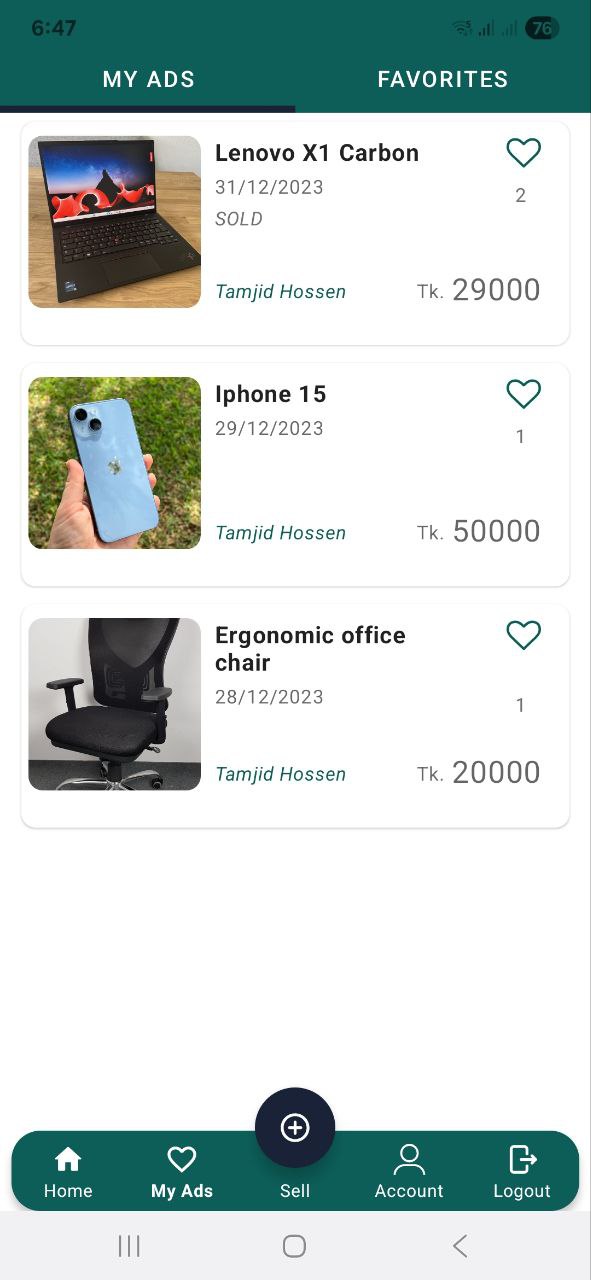 6:47
76
MY ADS
FAVORITES
Lenovo X1 Carbon
31/12/2023
2
SOLD
Tamjid Hossen
Tk. 29000
Iphone 15
29/12/2023
1
Tamjid Hossen
Tk. 50000
Ergonomic office
chair
28/12/2023
1
Tamjid Hossen
Tk. 20000
Home
My Ads
Sell
Account
Logout